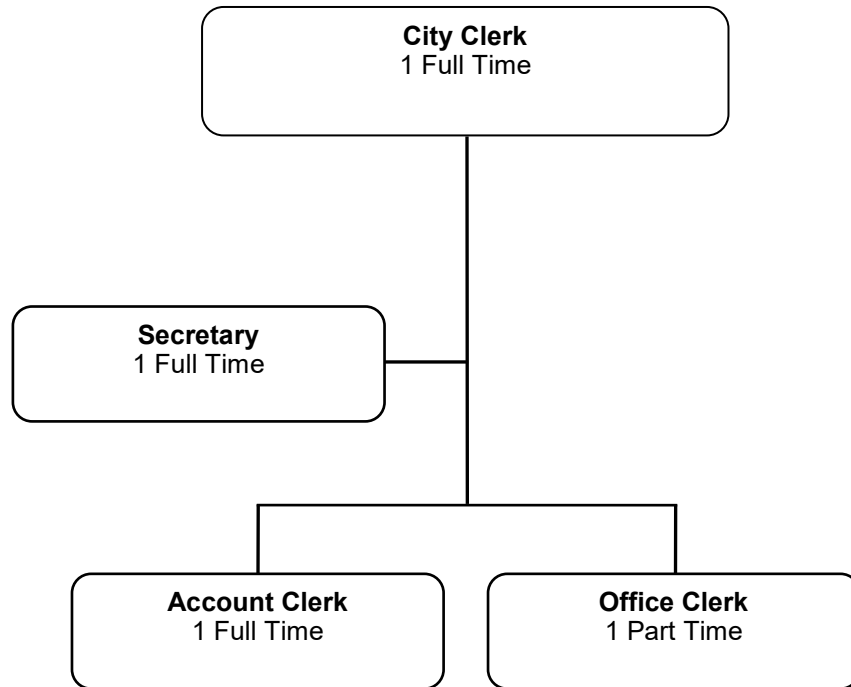 City Clerk
1 Full Time
Secretary
1 Full Time
Account Clerk
1 Full Time
Office Clerk
1 Part Time